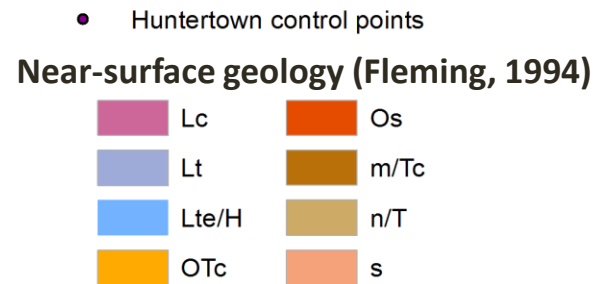 Huntertown control points
Near-surface geology (Fleming, 1994)
Lc Os
Lt m/Tc
Lte/H n/T
OTc s